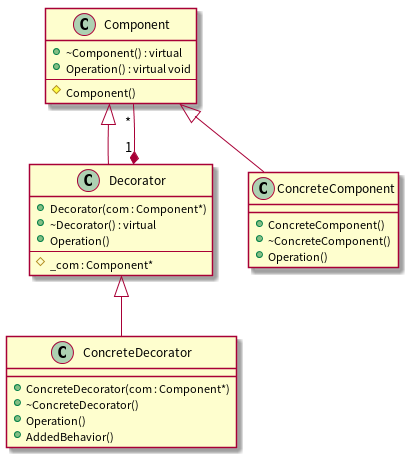 C Component
~Component() : virtual
Operation() : virtual void
Component()
*
1
C Decorator
Decorator(com : Component*)
~Decorator() : virtual
Operation()
_com : Component*
C ConcreteComponent
ConcreteComponent()
~ConcreteComponent()
Operation()
C ConcreteDecorator
ConcreteDecorator(com : Component*)
~ConcreteDecorator()
Operation()
AddedBehavior()